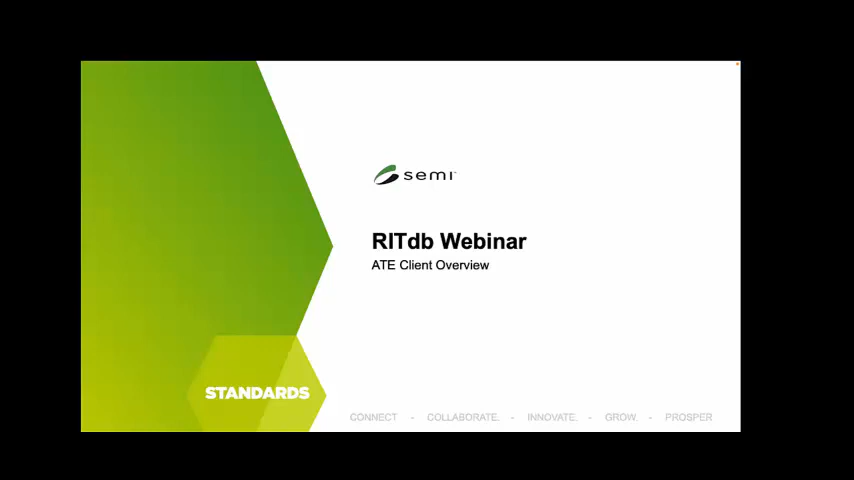 semi
RITdb Webinar
ATE Client Overview
STANDARDS
CONNECT - COLLABORATE. - INNOVATE. - GROW. - PROSPER